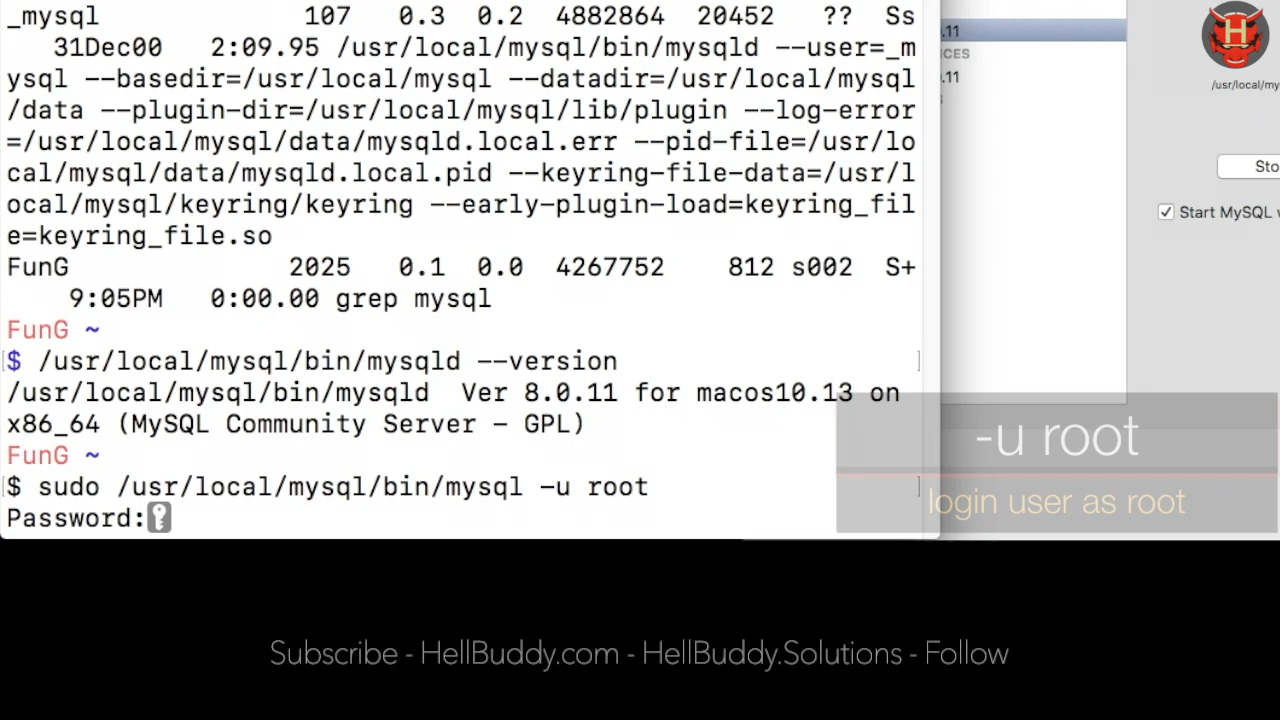 _mysql 107 0.3 0.2 4882864 20452 ?? Ss
31Dec00 2:09.95 /usr/local/mysql/bin/mysqld --user=_m
ysql --basedir=/usr/local/mysql --datadir=/usr/local/mysql
/data --plugin-dir=/usr/local/mysql/lib/plugin --log-error
=/usr/local/mysql/data/mysqld.local.err --pid-file=/usr/lo
cal/mysql/data/mysqld.local.pid --keyring-file-data=/usr/l
ocal/mysql/keyring/keyring --early-plugin-load=keyring_fil
e=keyring_file.so
FunG 2025 0.1 0.0 4267752 812 s002 S+
9:05PM 0:00.00 grep mysql
FunG ~
$ /usr/local/mysql/bin/mysqld --version
/usr/local/mysql/bin/mysqld Ver 8.0.11 for macos10.13 on
x86_64 (MySQL Community Server - GPL)
FunG ~
$ sudo /usr/local/mysql/bin/mysql -u root
Password:
.11
CES
.11
H
/usr/local/my
Sto
Start MySQL
-u root
login user as root
Subscribe - HellBuddy.com - HellBuddy.Solutions - Follow